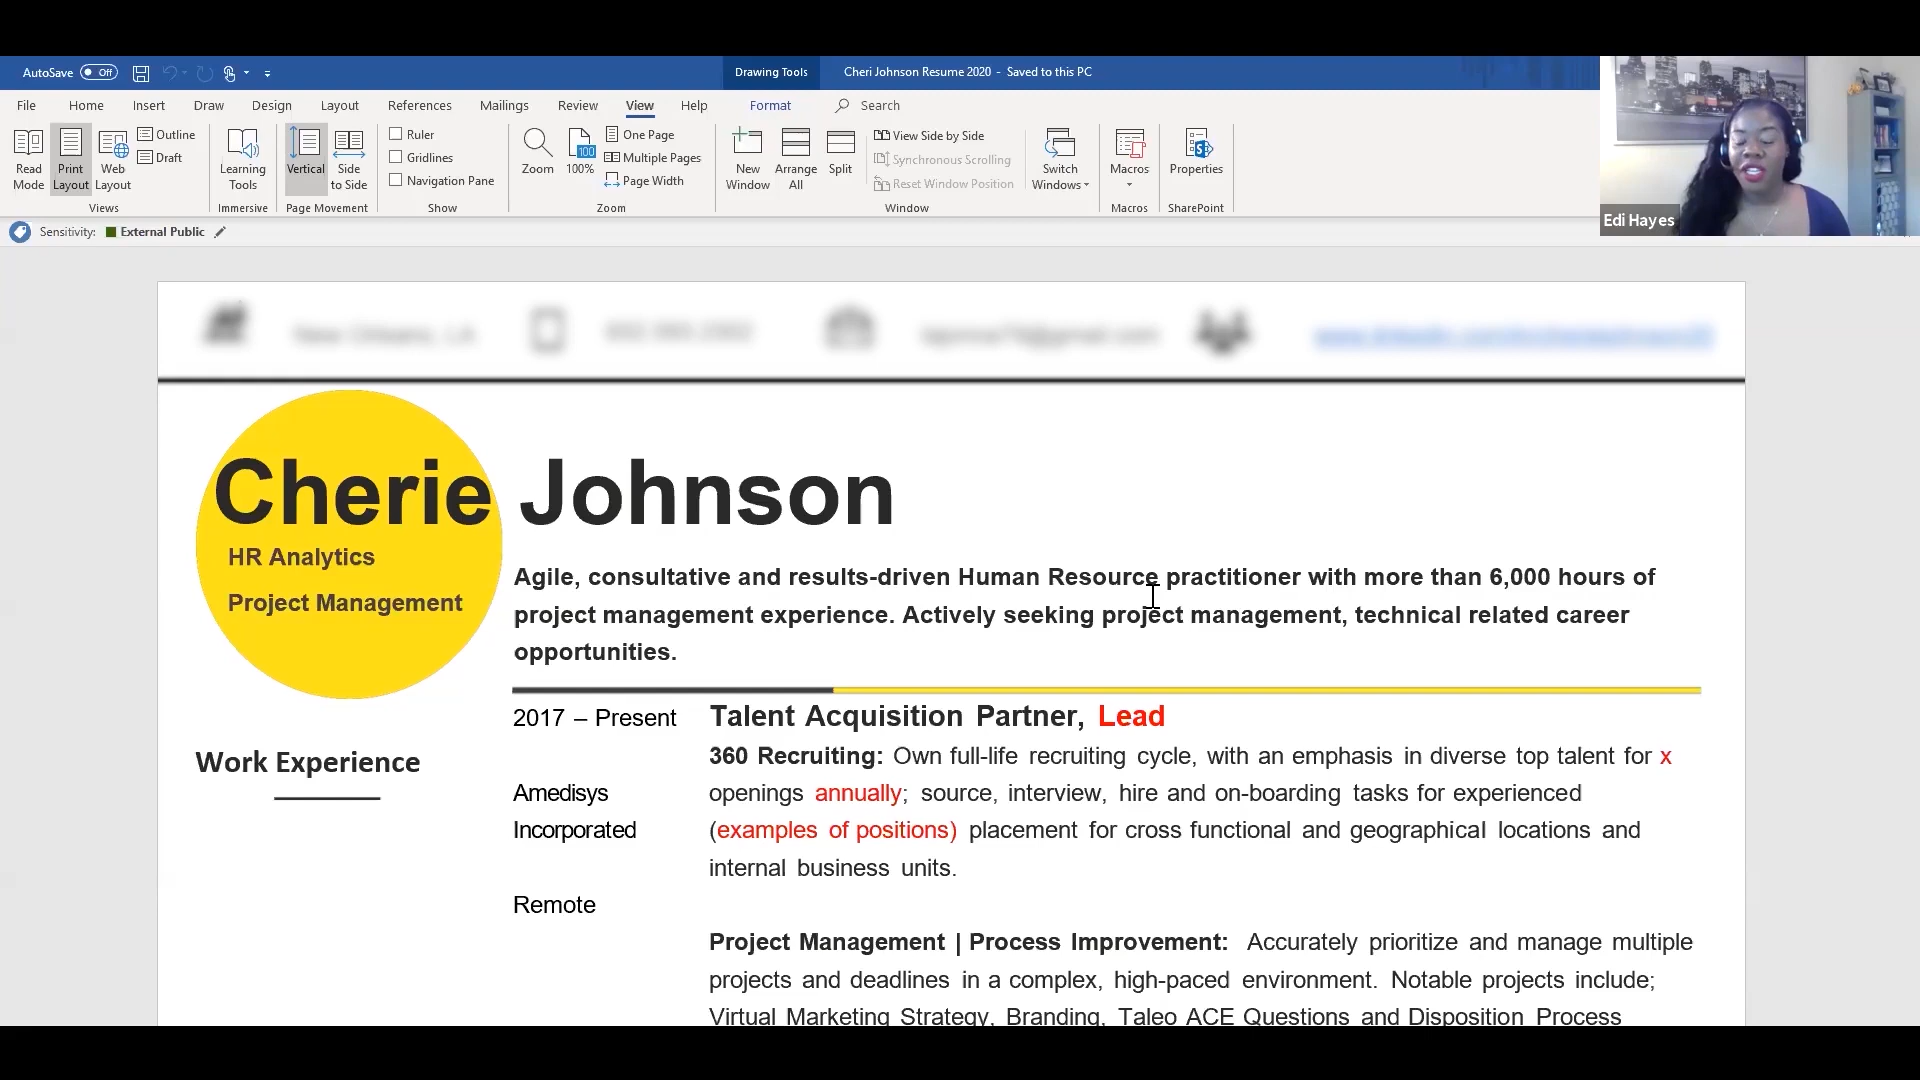 AutoSave Off
Drawing Tools
Cheri Johnson Resume 2020 - Saved to this PC
File Home Insert Draw Design Layout References Mailings Review View Help Format Search
Read Mode
Print Layout
Web Layout
Outline
Draft
Views
Learning Tools
Immersive
Vertical
Side to Side
Page Movement
Ruler
Gridlines
Navigation Pane
Show
Zoom
100
100%
One Page
Multiple Pages
Page Width
Zoom
New Window
Arrange All
Split
View Side by Side
Synchronous Scrolling
Reset Window Position
Window
Switch Windows
Macros
Macros
Properties
SharePoint
Edi Hayes
Sensitivity: External Public
Cherie Johnson
HR Analytics
Project Management
Agile, consultative and results-driven Human Resource practitioner with more than 6,000 hours of
project management experience. Actively seeking project management, technical related career
opportunities.
Work Experience
2017 – Present
Amedisys
Incorporated
Remote
Talent Acquisition Partner, Lead
360 Recruiting: Own full-life recruiting cycle, with an emphasis in diverse top talent for x
openings annually; source, interview, hire and on-boarding tasks for experienced
(examples of positions) placement for cross functional and geographical locations and
internal business units.
Project Management | Process Improvement: Accurately prioritize and manage multiple
projects and deadlines in a complex, high-paced environment. Notable projects include;
Virtual Marketing Strategy, Branding, Taleo ACE Questions and Disposition Process